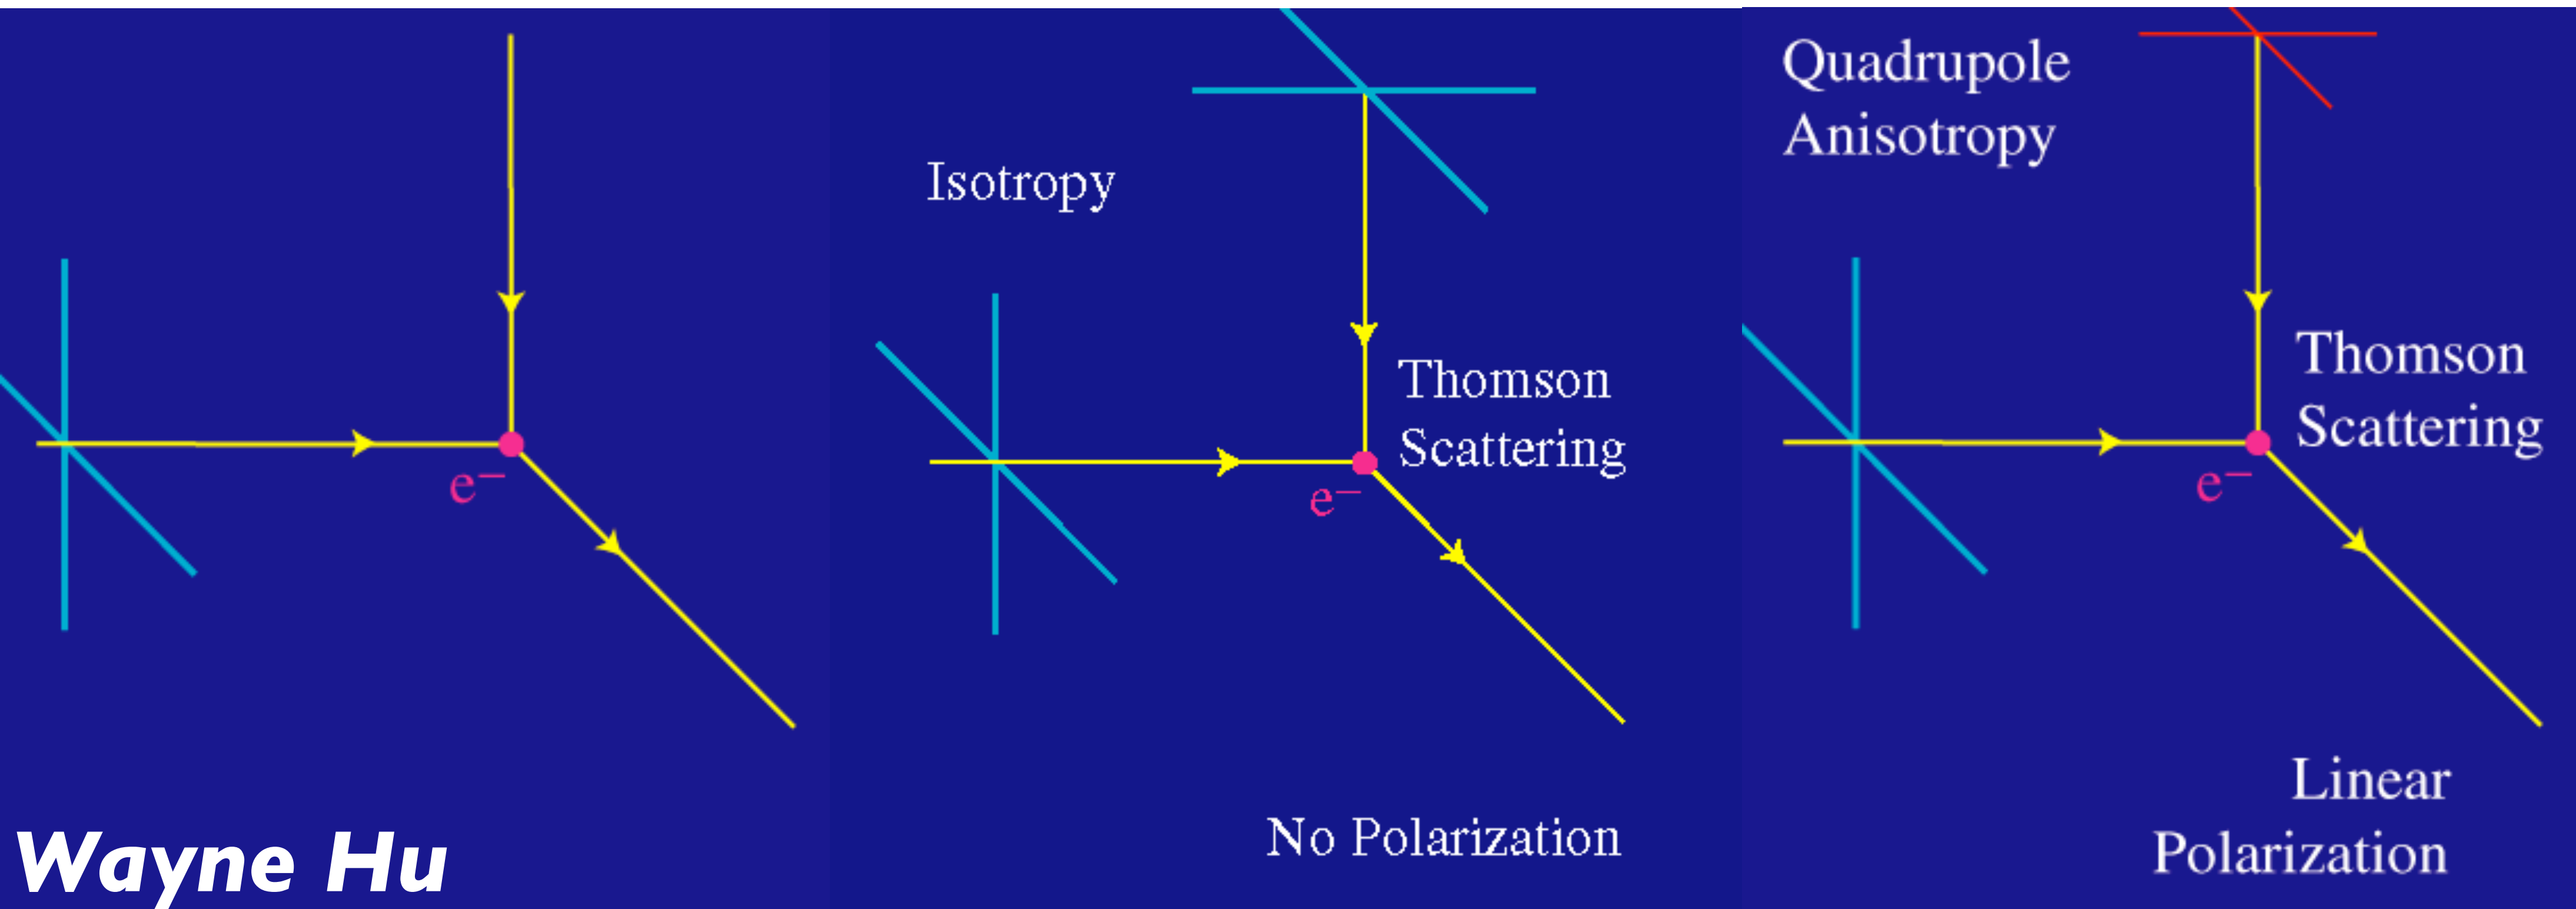 e−
Wayne Hu
Isotropy
Thomson
Scattering
e−
No Polarization
Quadrupole
Anisotropy
Thomson
Scattering
e−
Linear
Polarization